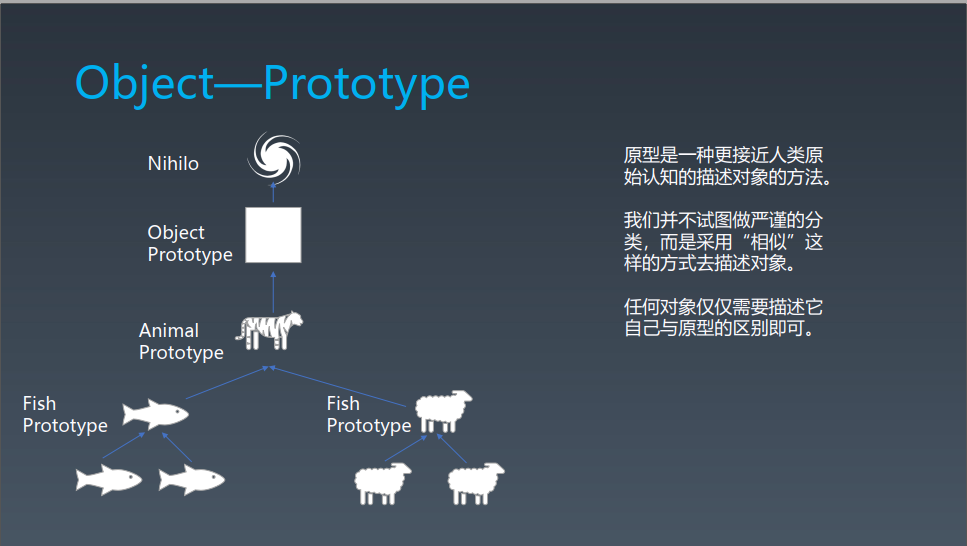 Object—Prototype
Nihilo
Object
Prototype
Animal
Prototype
Fish
Prototype
Fish
Prototype
原型是一种更接近人类原
始认知的描述对象的方法。
我们并不试图做严谨的分
类，而是采用“相似”这
样的方式去描述对象。
任何对象仅仅需要描述它
自己与原型的区别即可。